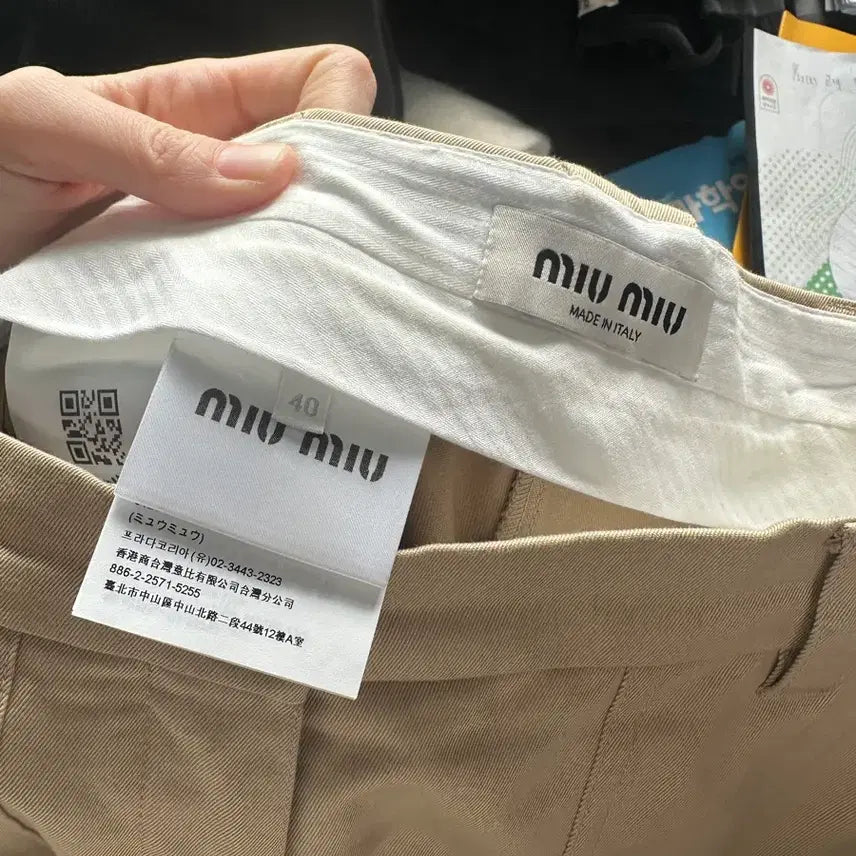 miu miu
MADE IN ITALY
40
miu miu
(ミュウミュウ)
프라다코리아(유)02-3443-2323
香港商台灣意比有限公司台灣分公司
886-2-2571-5255
臺北市中山區中山北路二段44號12樓A室